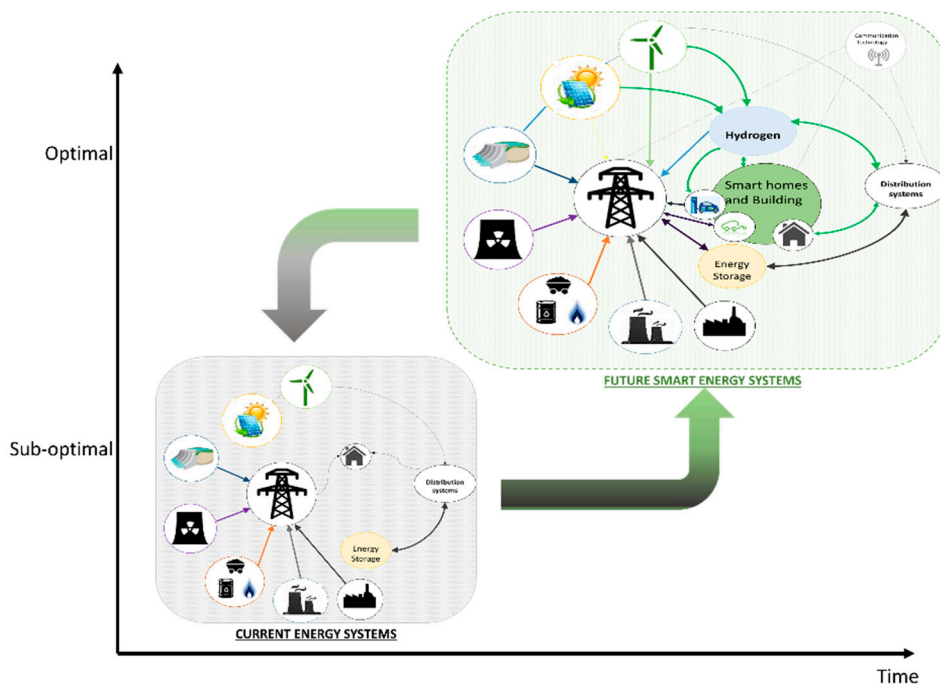 Communication
technology
Optimal
Hydrogen
Smart homes
and Building
Distribution
systems
Energy
Storage
FUTURE SMART ENERGY SYSTEMS
Sub-optimal
Distribution
systems
Energy
Storage
CURRENT ENERGY SYSTEMS
Time